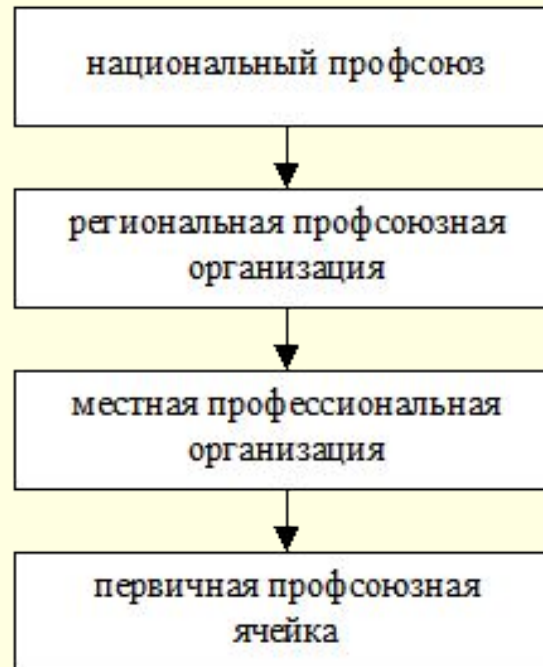 национальный профсоюз
региональная профсоюзная
организация
местная профессиональная
организация
первичная профсоюзная
ячейка